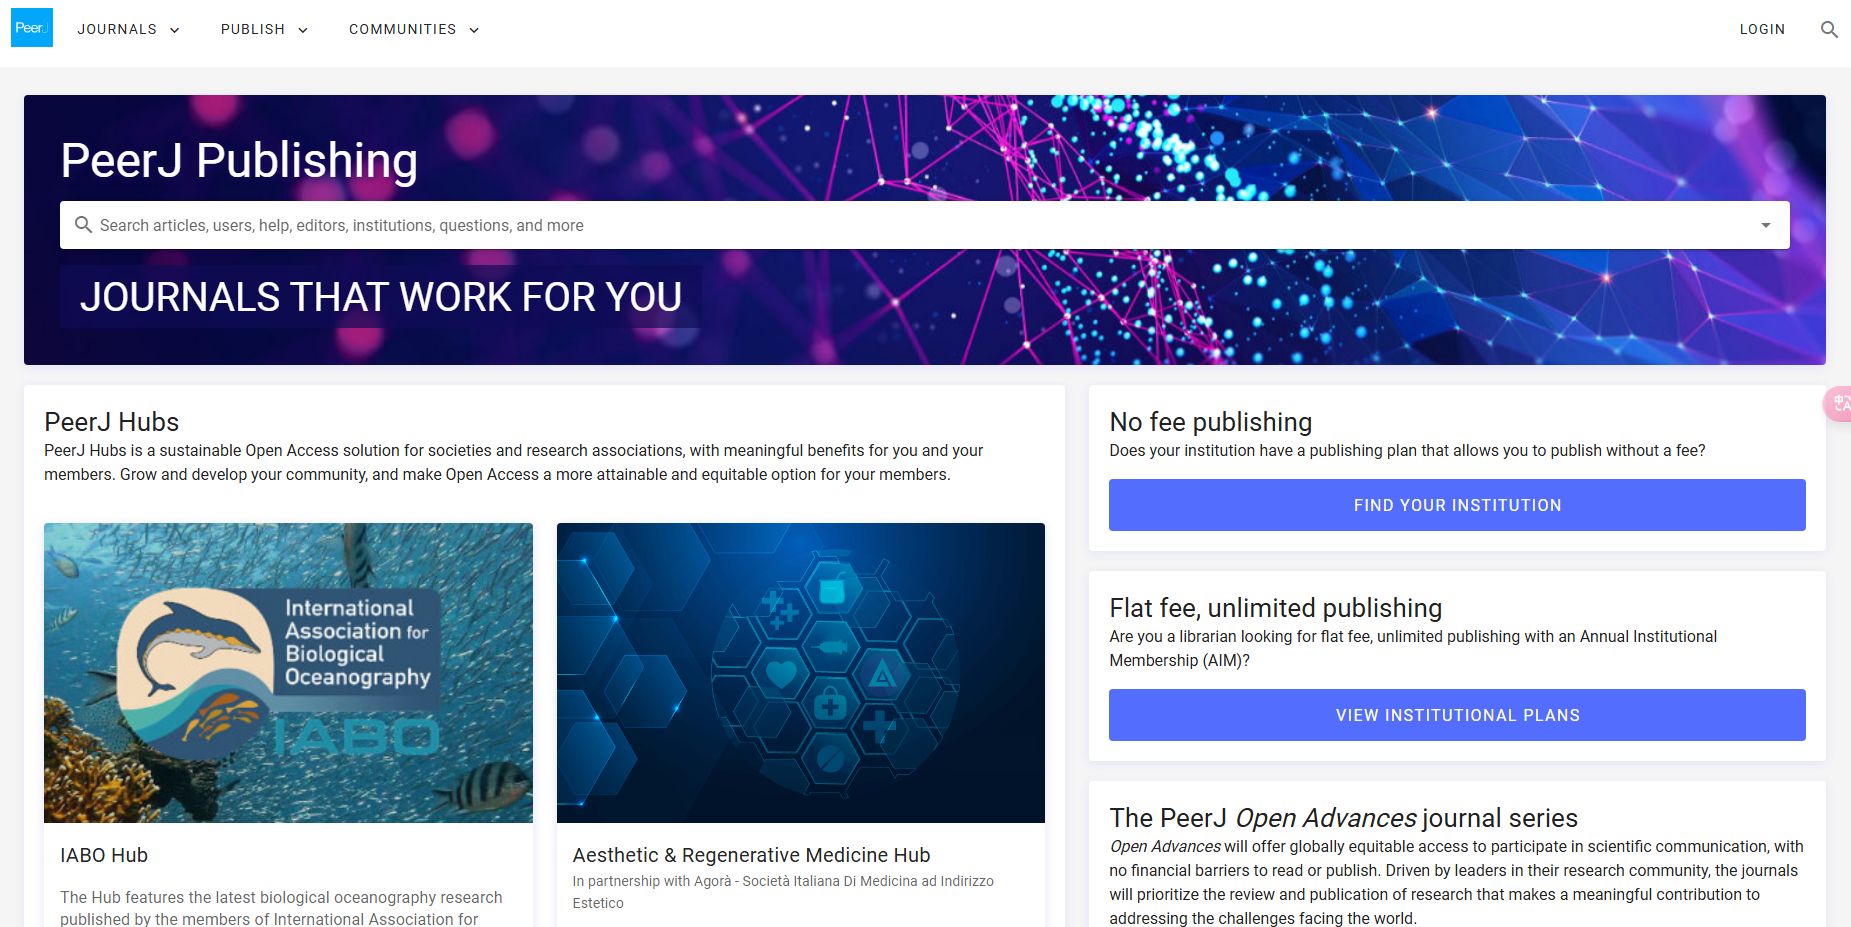 PeerJ
JOURNALS
PUBLISH
COMMUNITIES
LOGIN
PeerJ Publishing
Search articles, users, help, editors, institutions, questions, and more
JOURNALS THAT WORK FOR YOU
PeerJ Hubs
PeerJ Hubs is a sustainable Open Access solution for societies and research associations, with meaningful benefits for you and your
members. Grow and develop your community, and make Open Access a more attainable and equitable option for your members.
International
Association for
Biological
Oceanography
IABO
IABO Hub
The Hub features the latest biological oceanography research
published by the members of International Association for
Aesthetic & Regenerative Medicine Hub
In partnership with Agorà - Società Italiana Di Medicina ad Indirizzo
Estetico
No fee publishing
Does your institution have a publishing plan that allows you to publish without a fee?
FIND YOUR INSTITUTION
中
A
Flat fee, unlimited publishing
Are you a librarian looking for flat fee, unlimited publishing with an Annual Institutional
Membership (AIM)?
VIEW INSTITUTIONAL PLANS
The PeerJ Open Advances journal series
Open Advances will offer globally equitable access to participate in scientific communication, with
no financial barriers to read or publish. Driven by leaders in their research community, the journals
will prioritize the review and publication of research that makes a meaningful contribution to
addressing the challenges facing the world.